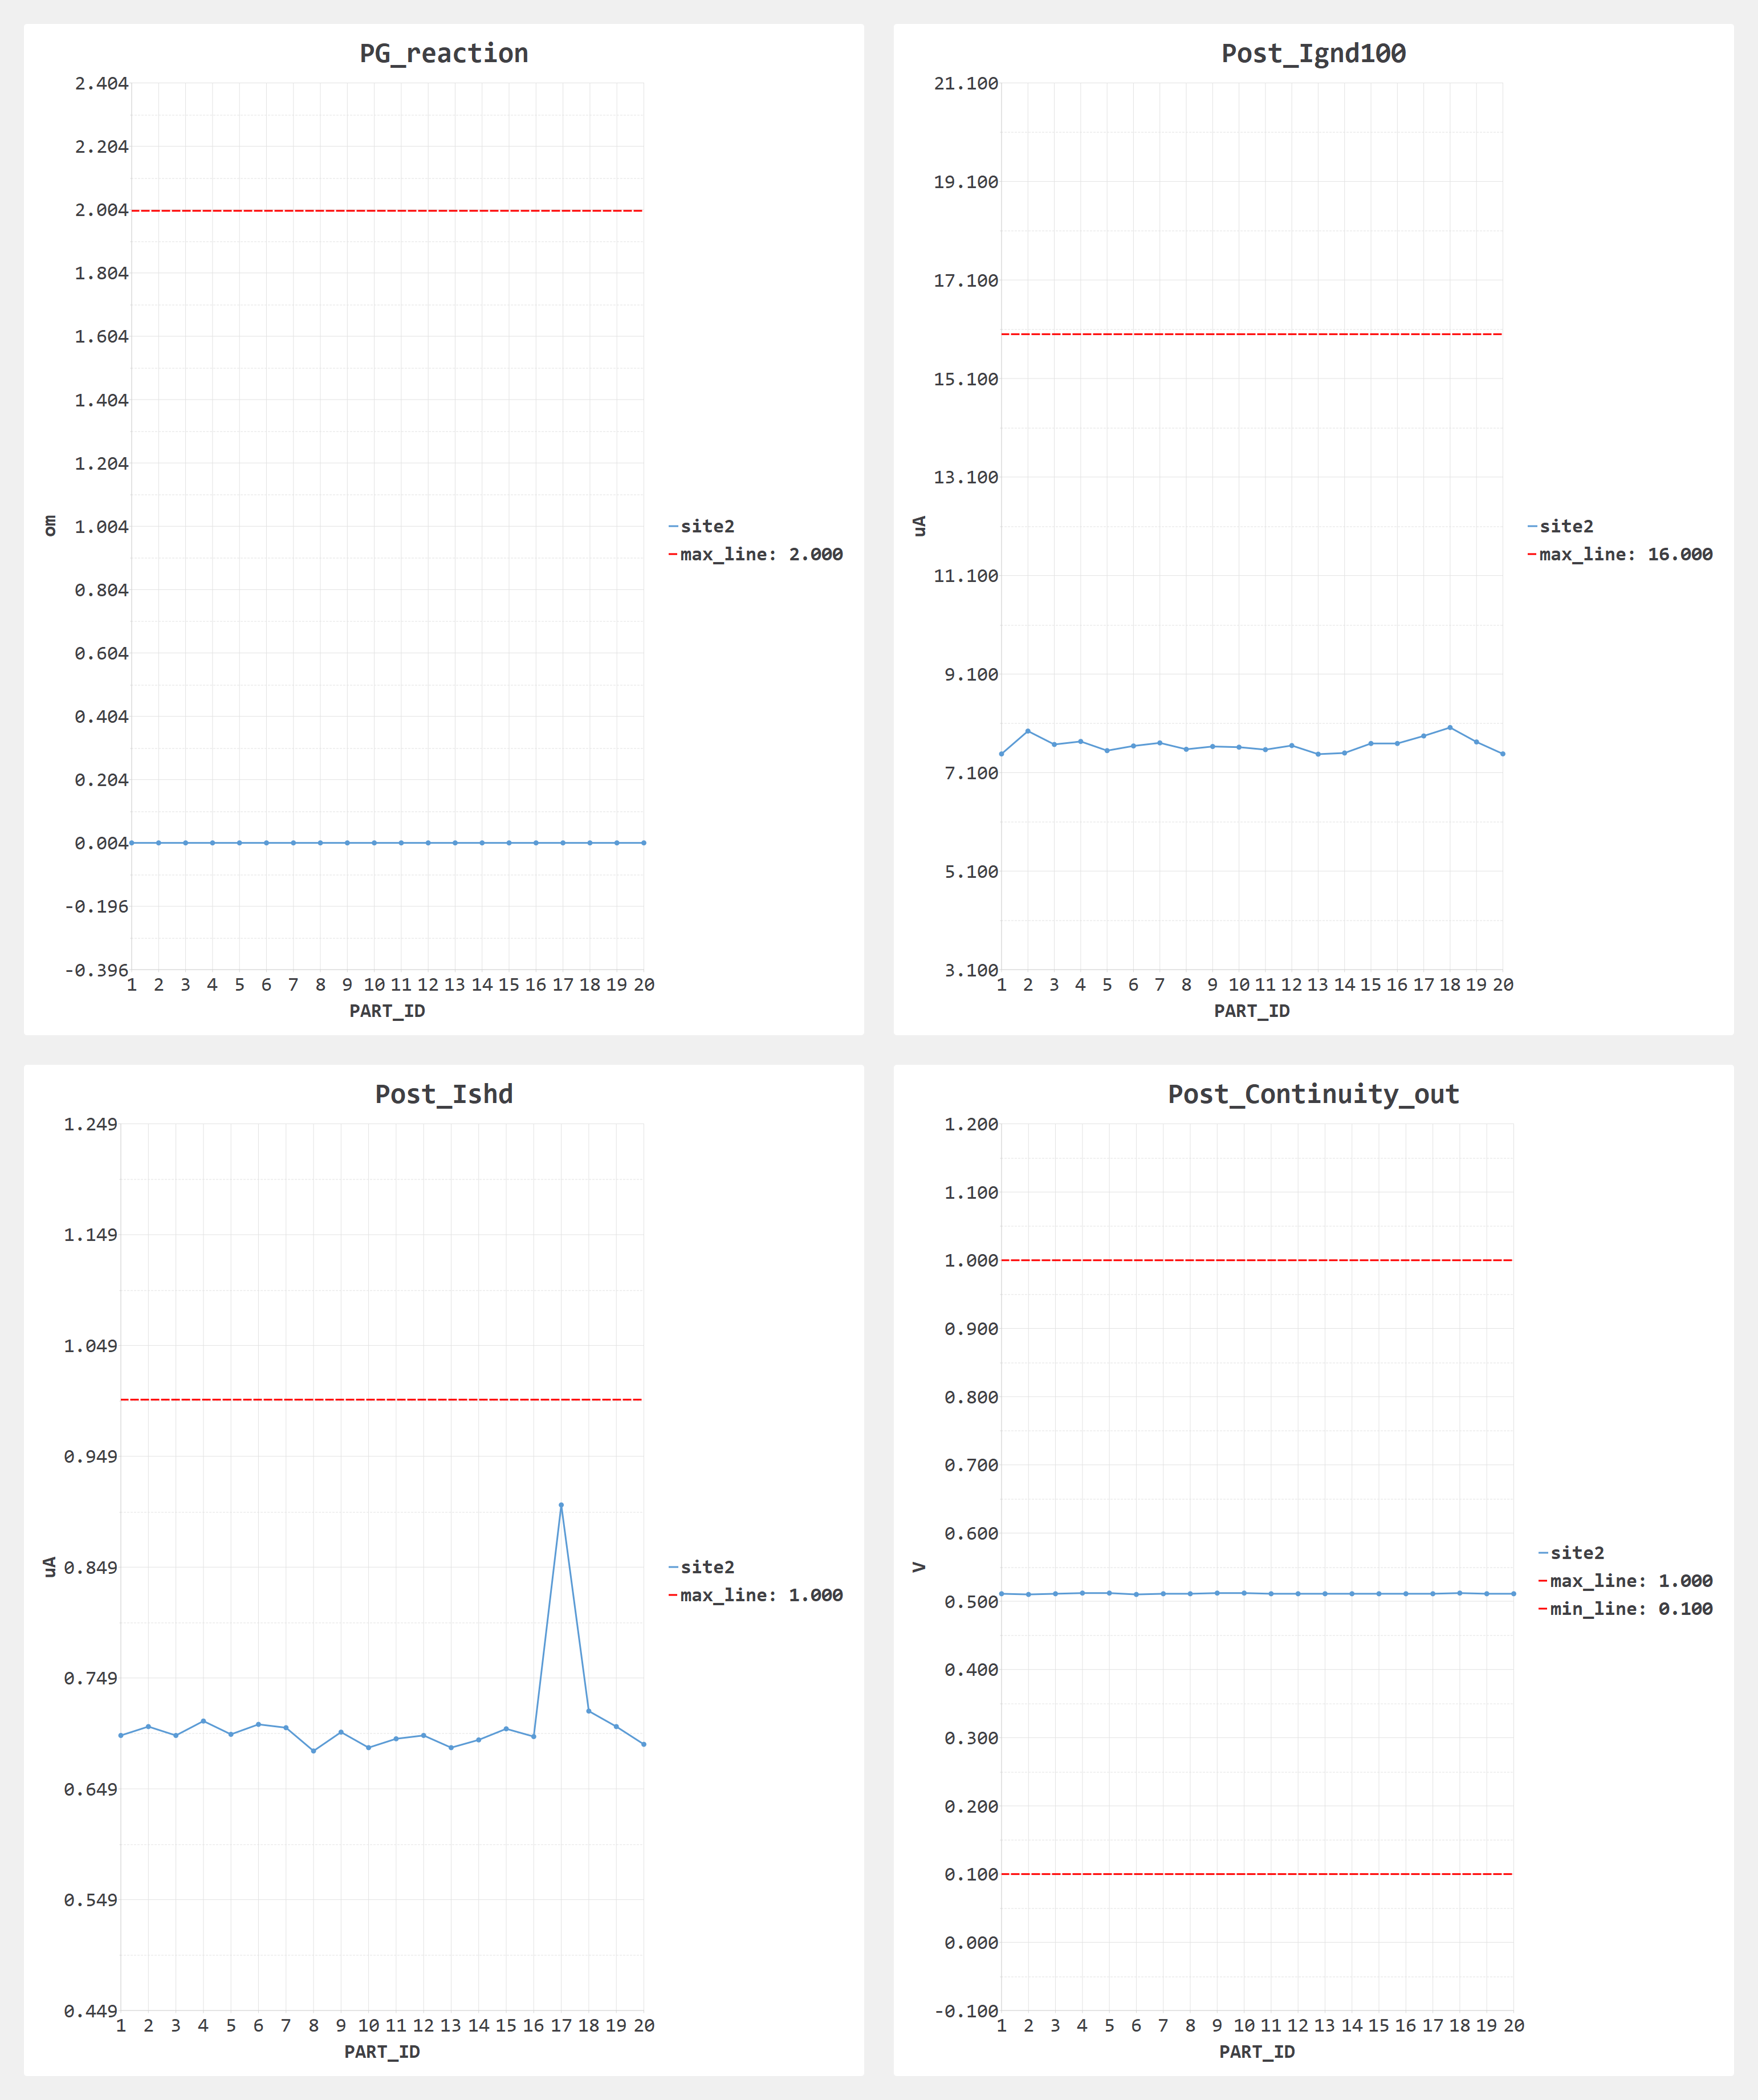 PG_reaction
2.404
2.204
2.004
1.804
1.604
1.404
1.204
1.004
0.804
0.604
0.404
0.204
0.004
-0.196
-0.396
om
1 2 3 4 5 6 7 8 9 10 11 12 13 14 15 16 17 18 19 20
PART_ID
site2
max_line: 2.000
Post_Ignd100
21.100
19.100
17.100
15.100
13.100
11.100
9.100
7.100
5.100
3.100
uA
1 2 3 4 5 6 7 8 9 10 11 12 13 14 15 16 17 18 19 20
PART_ID
site2
max_line: 16.000
Post_Ishd
1.249
1.149
1.049
0.949
0.849
0.749
0.649
0.549
0.449
uA
1 2 3 4 5 6 7 8 9 10 11 12 13 14 15 16 17 18 19 20
PART_ID
site2
max_line: 1.000
Post_Continuity_out
1.200
1.100
1.000
0.900
0.800
0.700
0.600
0.500
0.400
0.300
0.200
0.100
0.000
-0.100
V
1 2 3 4 5 6 7 8 9 10 11 12 13 14 15 16 17 18 19 20
PART_ID
site2
max_line: 1.000
min_line: 0.100